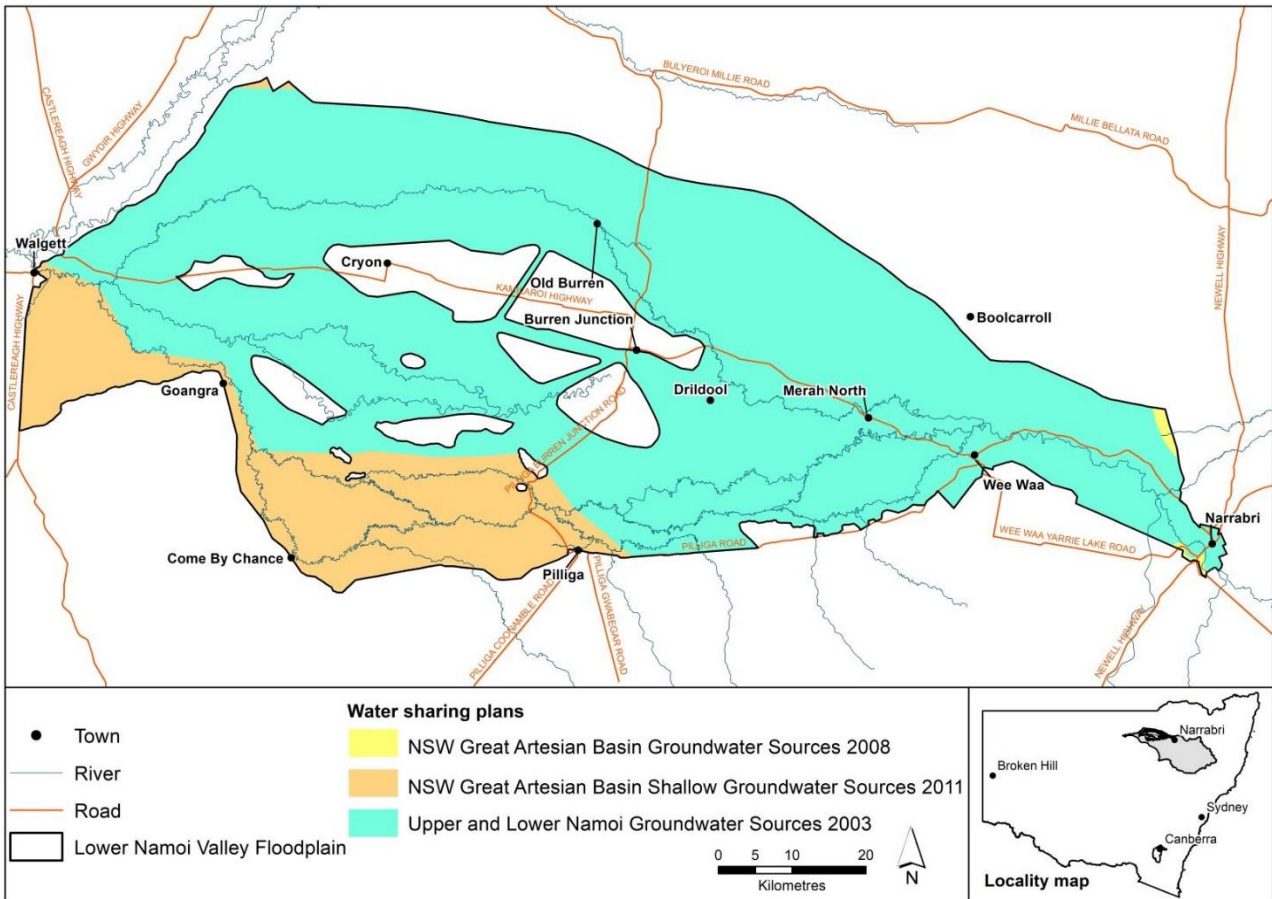 BULYEROI MILLIE ROAD
CASTLEREAGH HIGHWAY
GWYDIR HIGHWAY
MILLIE BELLATA ROAD
Walgett
Cryon
Old Burren
KAMILAROI HIGHWAY
Burren Junction
Boolcarroll
NEWELL HIGHWAY
CASTLEREAGH HIGHWAY
Goangra
Drildool
Merah North
PILLIGA BURREN JUNCTION ROAD
Wee Waa
Narrabri
WEE WAA YARRIE LAKE ROAD
PILLIGA ROAD
Come By Chance
Pilliga
PILLIGA COONAMBLE ROAD
PILLIGA GWABEGAR ROAD
NEWELL HIGHWAY
Town
River
Road
Lower Namoi Valley Floodplain
Water sharing plans
NSW Great Artesian Basin Groundwater Sources 2008
NSW Great Artesian Basin Shallow Groundwater Sources 2011
Upper and Lower Namoi Groundwater Sources 2003
0 5 10 20
Kilometres
N
Narrabri
Broken Hill
Sydney
Canberra
Locality map